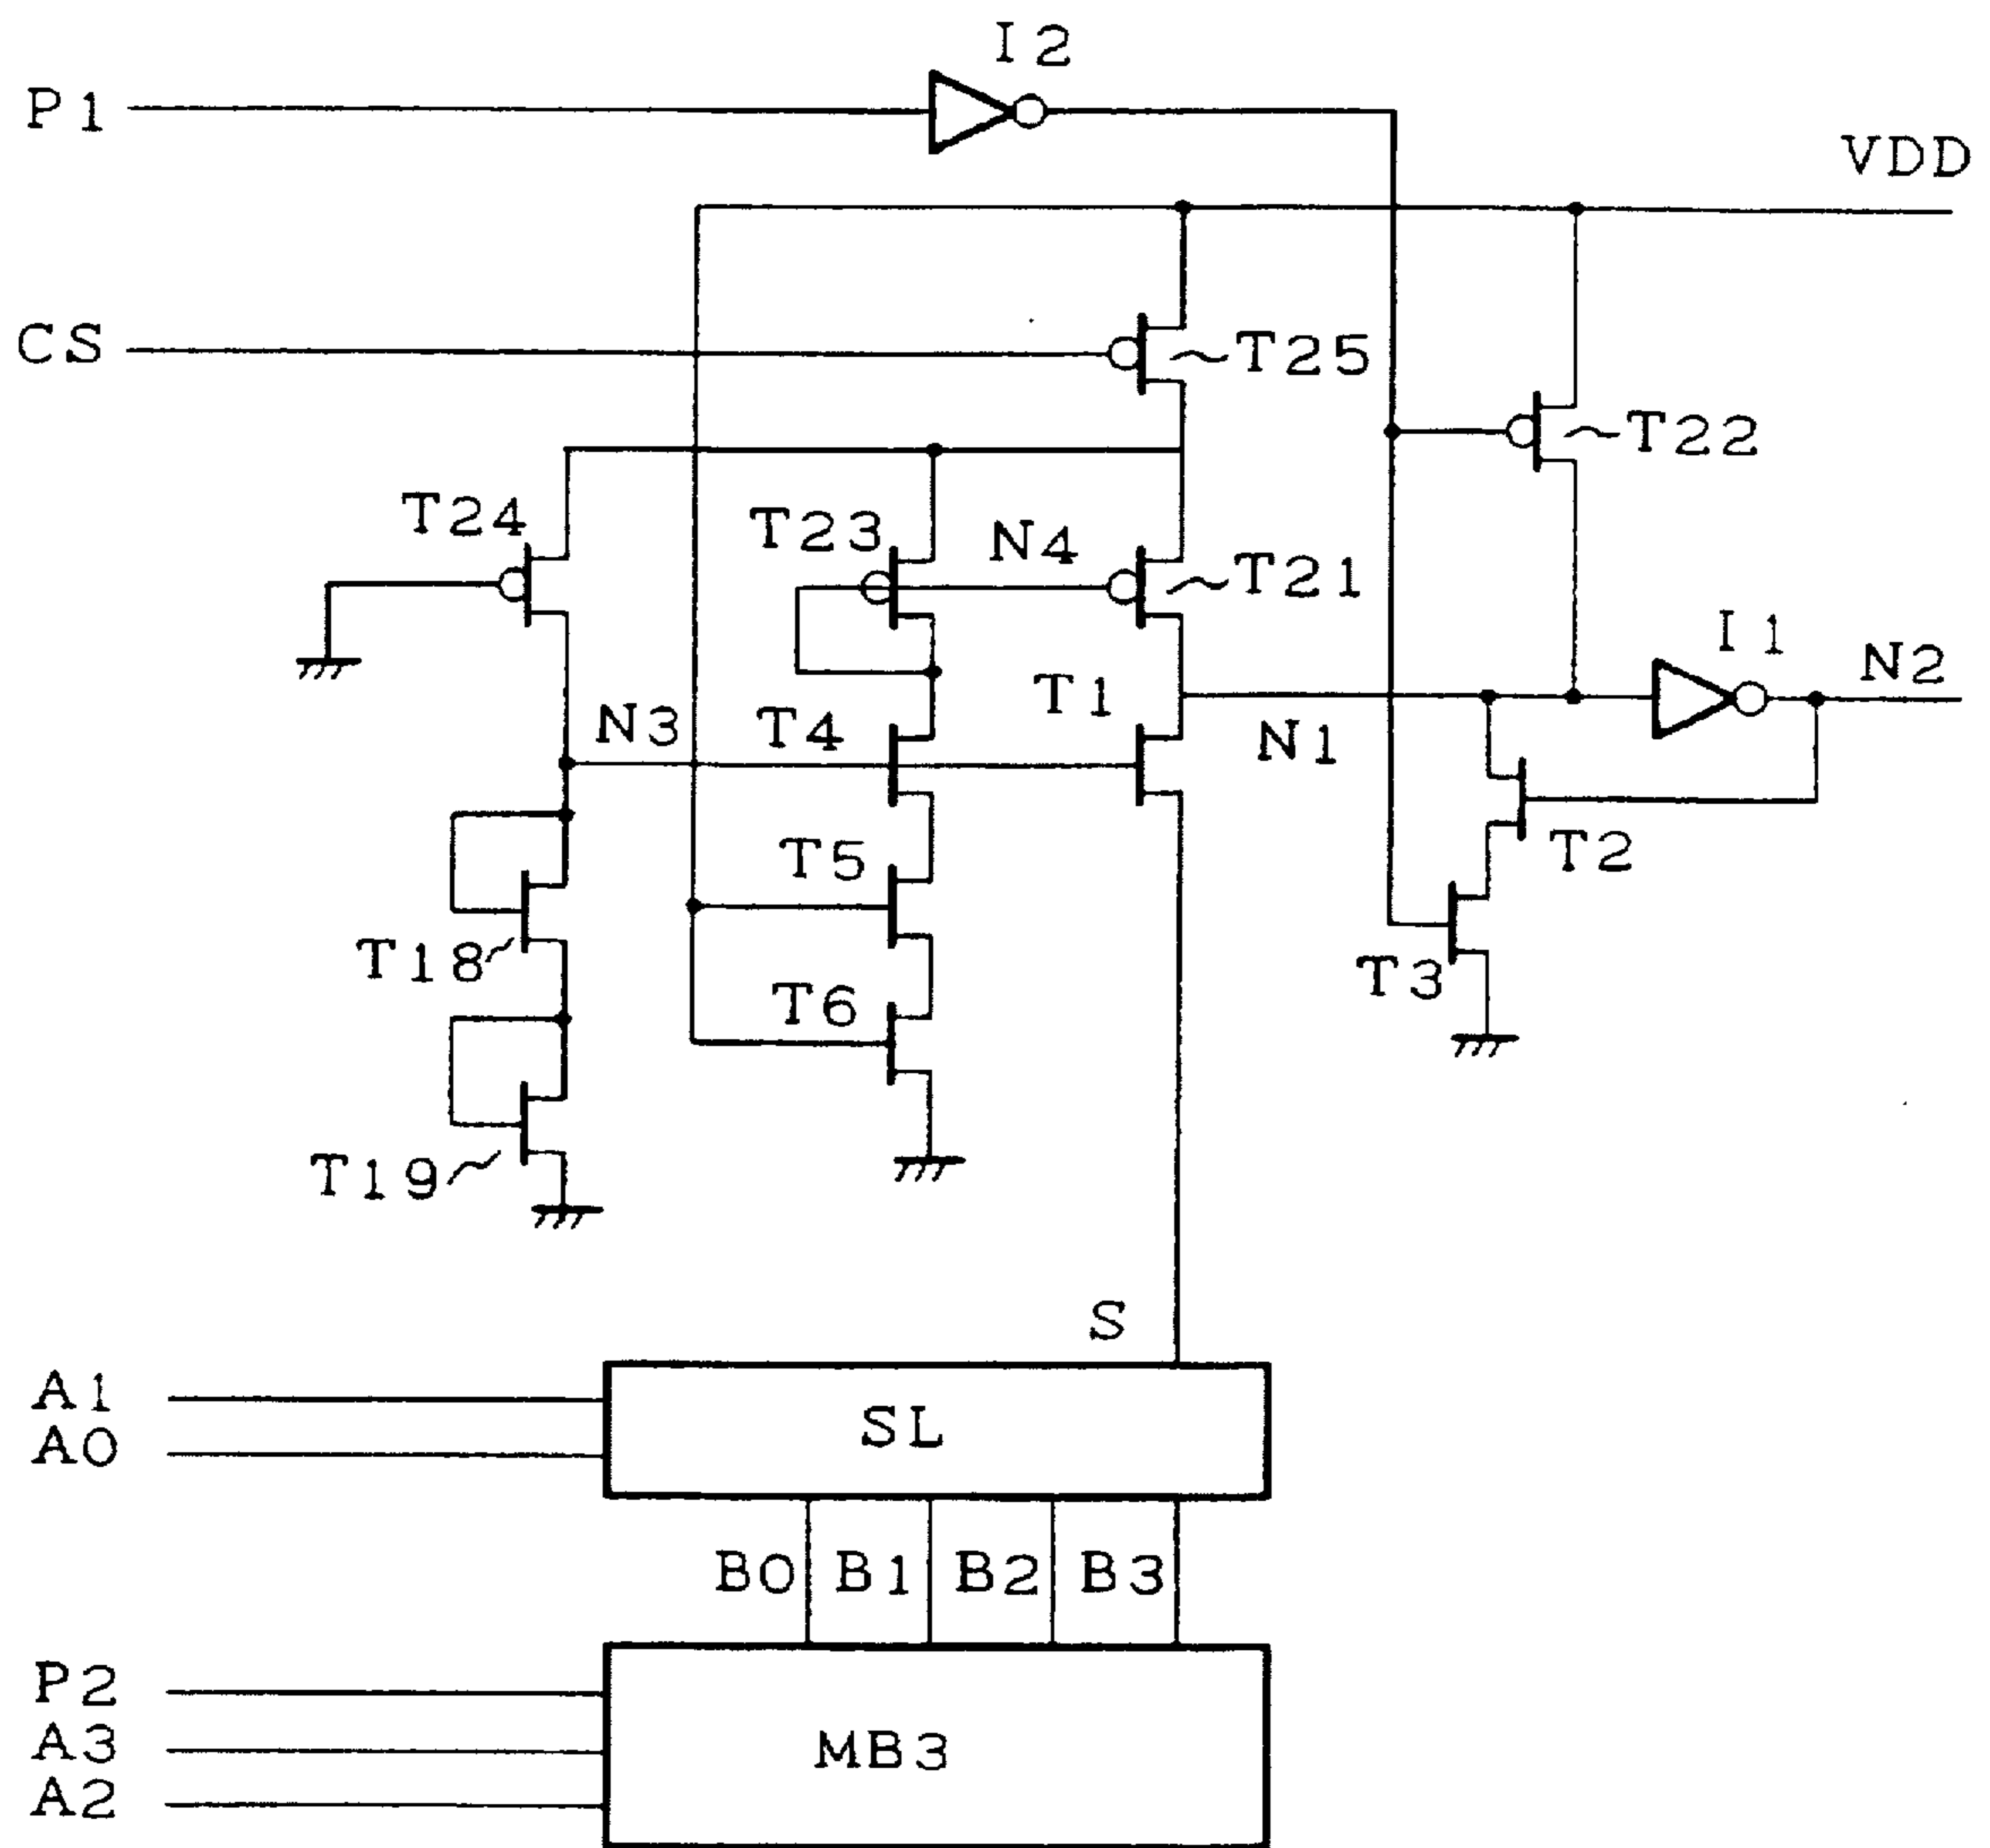 I2
P1
VDD
CS
T25
T22
T24
T23
N4
T21
I1
N2
N3
T4
T1
N1
T2
T5
T18
T3
T6
T19
S
A1
SL
A0
B0 B1 B2 B3
P2
A3
MB3
A2